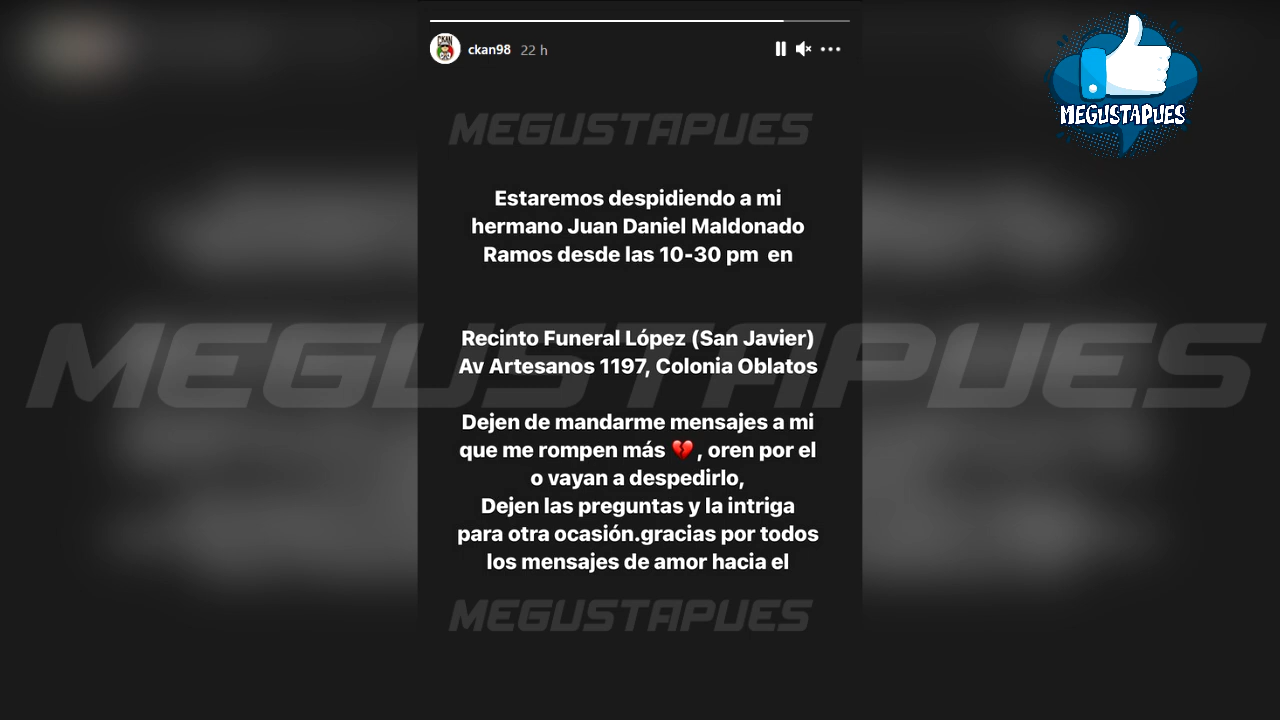 ckan98 22 h
MEGUSTAPUES
MEGUSTAPUES
Estaremos despidiendo a mi
hermano Juan Daniel Maldonado
Ramos desde las 10-30 pm en
Recinto Funeral López (San Javier)
Av Artesanos 1197, Colonia Oblatos
MEGUSTAPUES
Dejen de mandarme mensajes a mi
que me rompen más 💔, oren por el
o vayan a despedirlo,
Dejen las preguntas y la intriga
para otra ocasión.gracias por todos
los mensajes de amor hacia el
MEGUSTAPUES